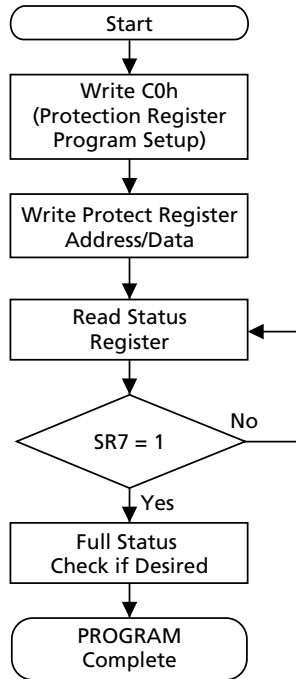 Start
Write C0h
(Protection Register
Program Setup)
Write Protect Register
Address/Data
Read Status
Register
No
SR7 = 1
Yes
Full Status
Check if Desired
PROGRAM
Complete